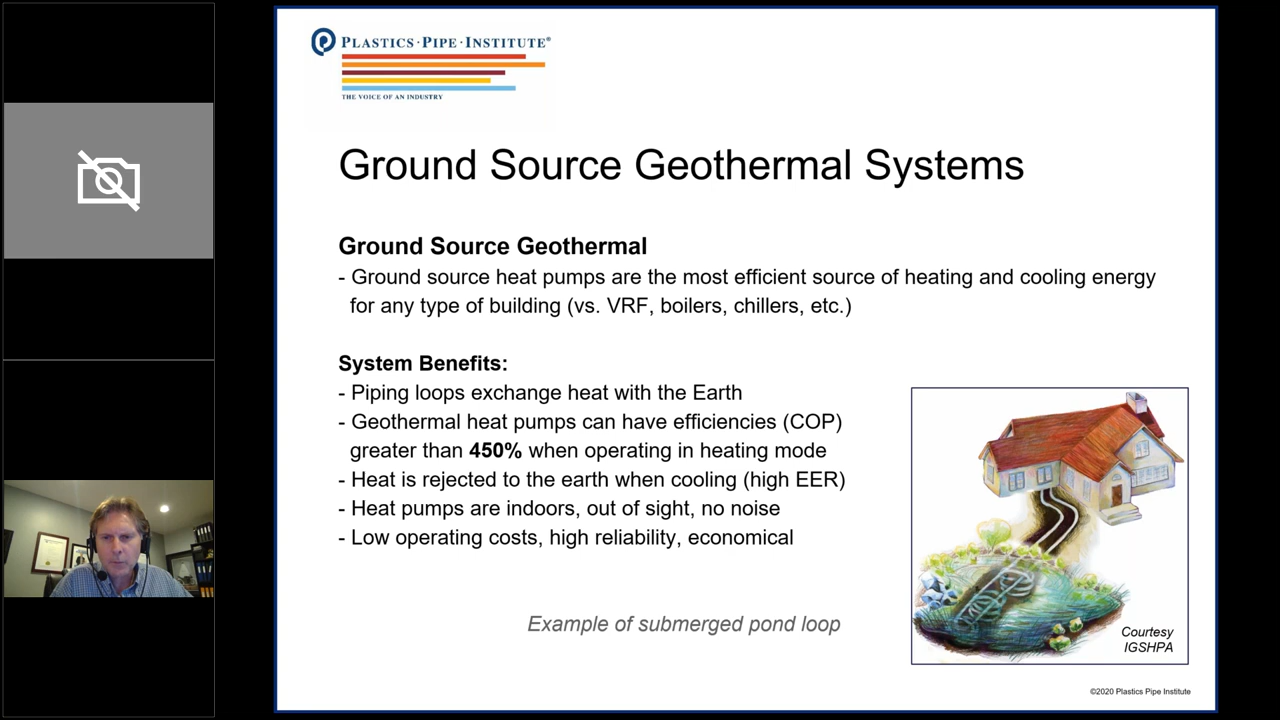 PLASTICS·PIPE·INSTITUTE®
THE VOICE OF AN INDUSTRY
Ground Source Geothermal Systems
Ground Source Geothermal
- Ground source heat pumps are the most efficient source of heating and cooling energy
for any type of building (vs. VRF, boilers, chillers, etc.)
System Benefits:
- Piping loops exchange heat with the Earth
- Geothermal heat pumps can have efficiencies (COP)
greater than 450% when operating in heating mode
- Heat is rejected to the earth when cooling (high EER)
- Heat pumps are indoors, out of sight, no noise
- Low operating costs, high reliability, economical
Example of submerged pond loop
Courtesy
IGSHPA
©2020 Plastics Pipe Institute